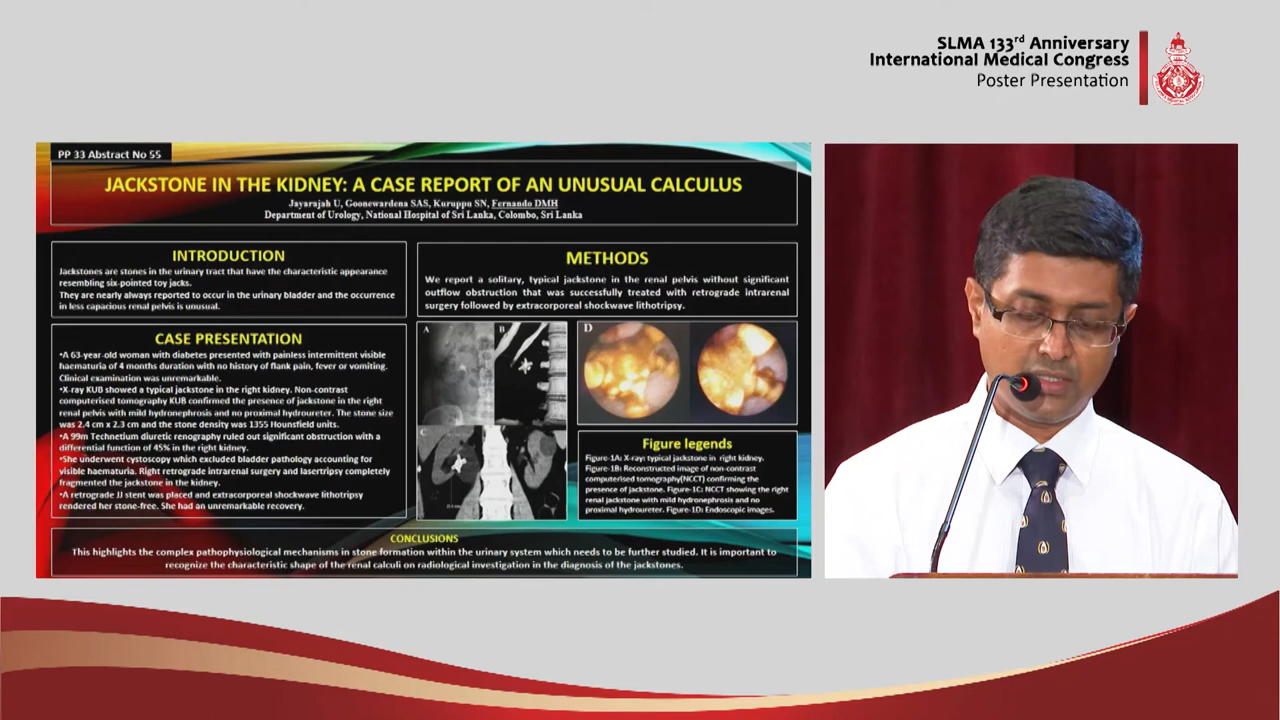 SLMA 133rd Anniversary
International Medical Congress
Poster Presentation
PP 33 Abstract No 55
JACKSTONE IN THE KIDNEY: A CASE REPORT OF AN UNUSUAL CALCULUS
Jayarajah U, Goonewardena SAS, Kuruppu SN, Fernando DMH
Department of Urology, National Hospital of Sri Lanka, Colombo, Sri Lanka
INTRODUCTION
Jackstones are stones in the urinary tract that have the characteristic appearance
resembling six-pointed toy jacks.
They are nearly always reported to occur in the urinary bladder and the occurrence
in less capacious renal pelvis is unusual.
CASE PRESENTATION
•A 63-year-old woman with diabetes presented with painless intermittent visible
haematuria of 4 months duration with no history of flank pain, fever or vomiting.
Clinical examination was unremarkable.
•X-ray KUB showed a typical jackstone in the right kidney. Non-contrast
computerised tomography KUB confirmed the presence of jackstone in the right
renal pelvis with mild hydronephrosis and no proximal hydroureter. The stone size
was 2.4 cm x 2.3 cm and the stone density was 1355 Hounsfield units.
•A 99m Technetium diuretic renography ruled out significant obstruction with a
differential function of 45% in the right kidney.
•She underwent cystoscopy which excluded bladder pathology accounting for
visible haematuria. Right retrograde intrarenal surgery and lasertripsy completely
fragmented the jackstone in the kidney.
•A retrograde JJ stent was placed and extracorporeal shockwave lithotripsy
rendered her stone-free. She had an unremarkable recovery.
METHODS
We report a solitary, typical jackstone in the renal pelvis without significant
outflow obstruction that was successfully treated with retrograde intrarenal
surgery followed by extracorporeal shockwave lithotripsy.
A
B
C
D
Figure legends
Figure-1A: X-ray: typical jackstone in right kidney.
Figure-1B: Reconstructed image of non-contrast
computerised tomography(NCCT) confirming the
presence of jackstone. Figure-1C: NCCT showing the right
renal jackstone with mild hydronephrosis and no
proximal hydroureter. Figure-1D: Endoscopic images.
CONCLUSIONS
This highlights the complex pathophysiological mechanisms in stone formation within the urinary system which needs to be further studied. It is important to
recognize the characteristic shape of the renal calculi on radiological investigation in the diagnosis of the jackstones.